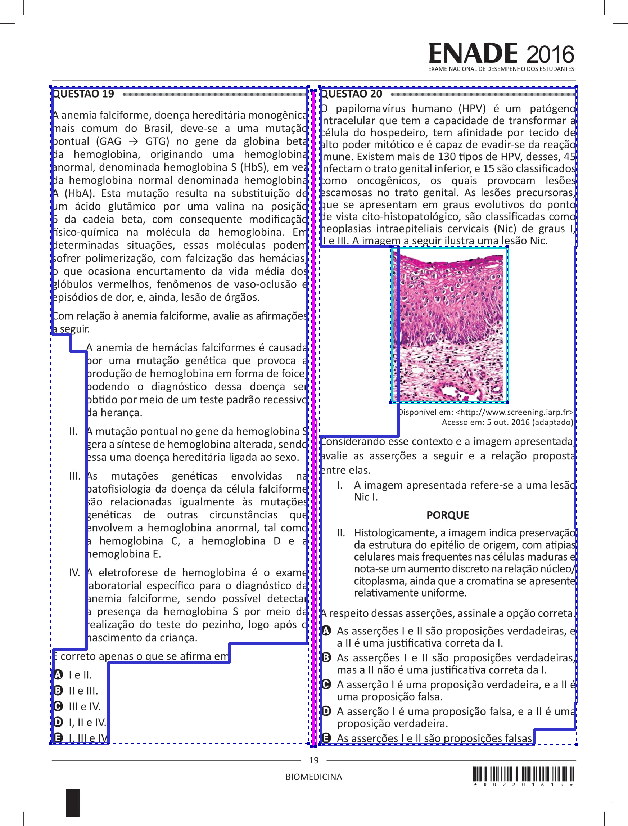 ENADE 2016
EXAME NACIONAL DE DESEMPENHO DOS ESTUDANTES
QUESTÃO 19
A anemia falciforme, doença hereditária monogênica
mais comum do Brasil, deve-se a uma mutação
pontual (GAG → GTG) no gene da globina beta
da hemoglobina, originando uma hemoglobina
anormal, denominada hemoglobina S (HbS), em vez
da hemoglobina normal denominada hemoglobina
A (HbA). Esta mutação resulta na substituição de
um ácido glutâmico por uma valina na posição
6 da cadeia beta, com consequente modificação
físico-química na molécula da hemoglobina. Em
determinadas situações, essas moléculas podem
sofrer polimerização, com falcização das hemácias,
o que ocasiona encurtamento da vida média dos
glóbulos vermelhos, fenômenos de vaso-oclusão e
episódios de dor, e, ainda, lesão de órgãos.
Com relação à anemia falciforme, avalie as afirmações
a seguir.
A anemia de hemácias falciformes é causada
por uma mutação genética que provoca a
produção de hemoglobina em forma de foice,
podendo o diagnóstico dessa doença ser
obtido por meio de um teste padrão recessivo
da herança.
II. A mutação pontual no gene da hemoglobina S
gera a síntese de hemoglobina alterada, sendo
essa uma doença hereditária ligada ao sexo.
III. As mutações genéticas envolvidas na
patofisiologia da doença da célula falciforme
são relacionadas igualmente às mutações
genéticas de outras circunstâncias que
envolvem a hemoglobina anormal, tal como
a hemoglobina C, a hemoglobina D e a
hemoglobina E.
IV. A eletroforese de hemoglobina é o exame
laboratorial específico para o diagnóstico da
anemia falciforme, sendo possível detectar
a presença da hemoglobina S por meio da
realização do teste do pezinho, logo após o
nascimento da criança.
É correto apenas o que se afirma em
A I e II.
B II e III.
C III e IV.
D I, II e IV.
E I, III e IV.
QUESTÃO 20
O papilomavírus humano (HPV) é um patógeno
intracelular que tem a capacidade de transformar a
célula do hospedeiro, tem afinidade por tecido de
alto poder mitótico e é capaz de evadir-se da reação
imune. Existem mais de 130 tipos de HPV, desses, 45
infectam o trato genital inferior, e 15 são classificados
como oncogênicos, os quais provocam lesões
escamosas no trato genital. As lesões precursoras,
que se apresentam em graus evolutivos do ponto
de vista cito-histopatológico, são classificadas como
neoplasias intraepiteliais cervicais (Nic) de graus I,
II e III. A imagem a seguir ilustra uma lesão Nic.
Disponível em: <http://www.screening.iarp.fr>
Acesso em: 5 out. 2016 (adaptado)
Considerando esse contexto e a imagem apresentada,
avalie as asserções a seguir e a relação proposta
entre elas.
I. A imagem apresentada refere-se a uma lesão
Nic I.
PORQUE
II. Histologicamente, a imagem indica preservação
da estrutura do epitélio de origem, com atipias
celulares mais frequentes nas células maduras e
nota-se um aumento discreto na relação núcleo/
citoplasma, ainda que a cromatina se apresente
relativamente uniforme.
A respeito dessas asserções, assinale a opção correta.
A As asserções I e II são proposições verdadeiras, e
a II é uma justificativa correta da I.
B As asserções I e II são proposições verdadeiras,
mas a II não é uma justificativa correta da I.
C A asserção I é uma proposição verdadeira, e a II é
uma proposição falsa.
D A asserção I é uma proposição falsa, e a II é uma
proposição verdadeira.
E As asserções I e II são proposições falsas.
19
BIOMEDICINA